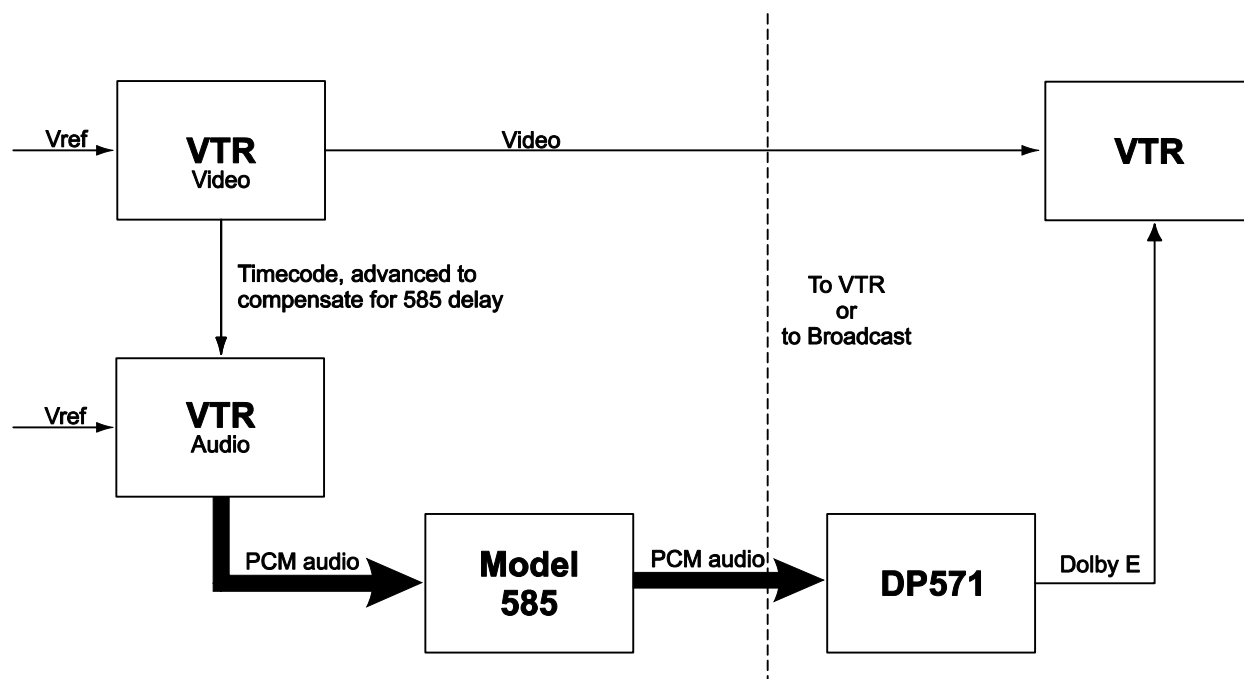 Vref
VTR
Video
Video
VTR
Timecode, advanced to
compensate for 585 delay
To VTR
or
to Broadcast
Vref
VTR
Audio
PCM audio
Model
585
PCM audio
DP571
Dolby E